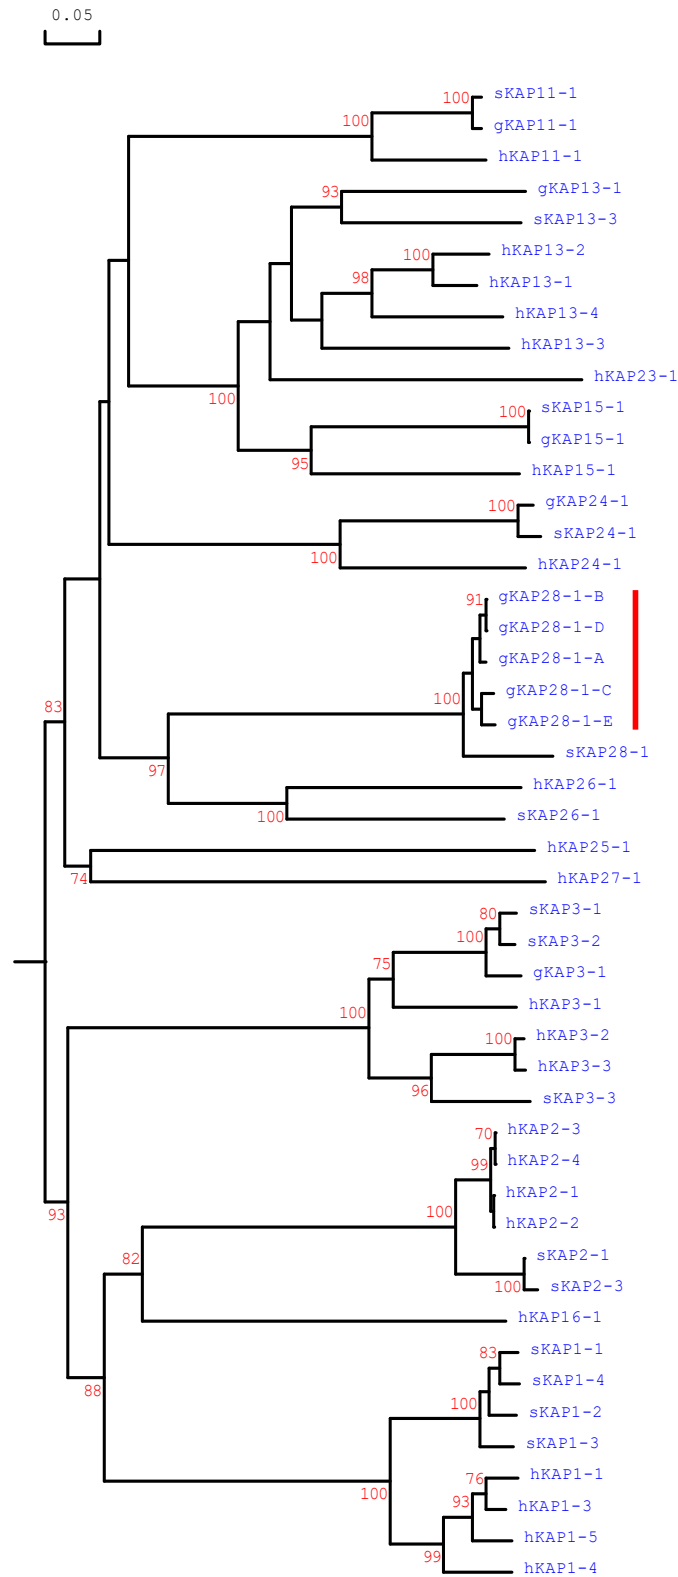 0.05
100 sKAP11-1
100 gKAP11-1
hKAP11-1
93 gKAP13-1
sKAP13-3
100 hKAP13-2
98 hKAP13-1
hKAP13-4
hKAP13-3
hKAP23-1
100
100 sKAP15-1
gKAP15-1
95 hKAP15-1
100 gKAP24-1
sKAP24-1
100 hKAP24-1
91 gKAP28-1-B
gKAP28-1-D
gKAP28-1-A
100 gKAP28-1-C
83 gKAP28-1-E
sKAP28-1
97
hKAP26-1
100 sKAP26-1
hKAP25-1
74 hKAP27-1
80 sKAP3-1
100 sKAP3-2
75 gKAP3-1
100 hKAP3-1
100 hKAP3-2
hKAP3-3
96 sKAP3-3
70 hKAP2-3
99 hKAP2-4
hKAP2-1
93 100 hKAP2-2
82 sKAP2-1
100 sKAP2-3
hKAP16-1
83 sKAP1-1
88 sKAP1-4
100 sKAP1-2
sKAP1-3
76 hKAP1-1
100 93 hKAP1-3
hKAP1-5
99 hKAP1-4